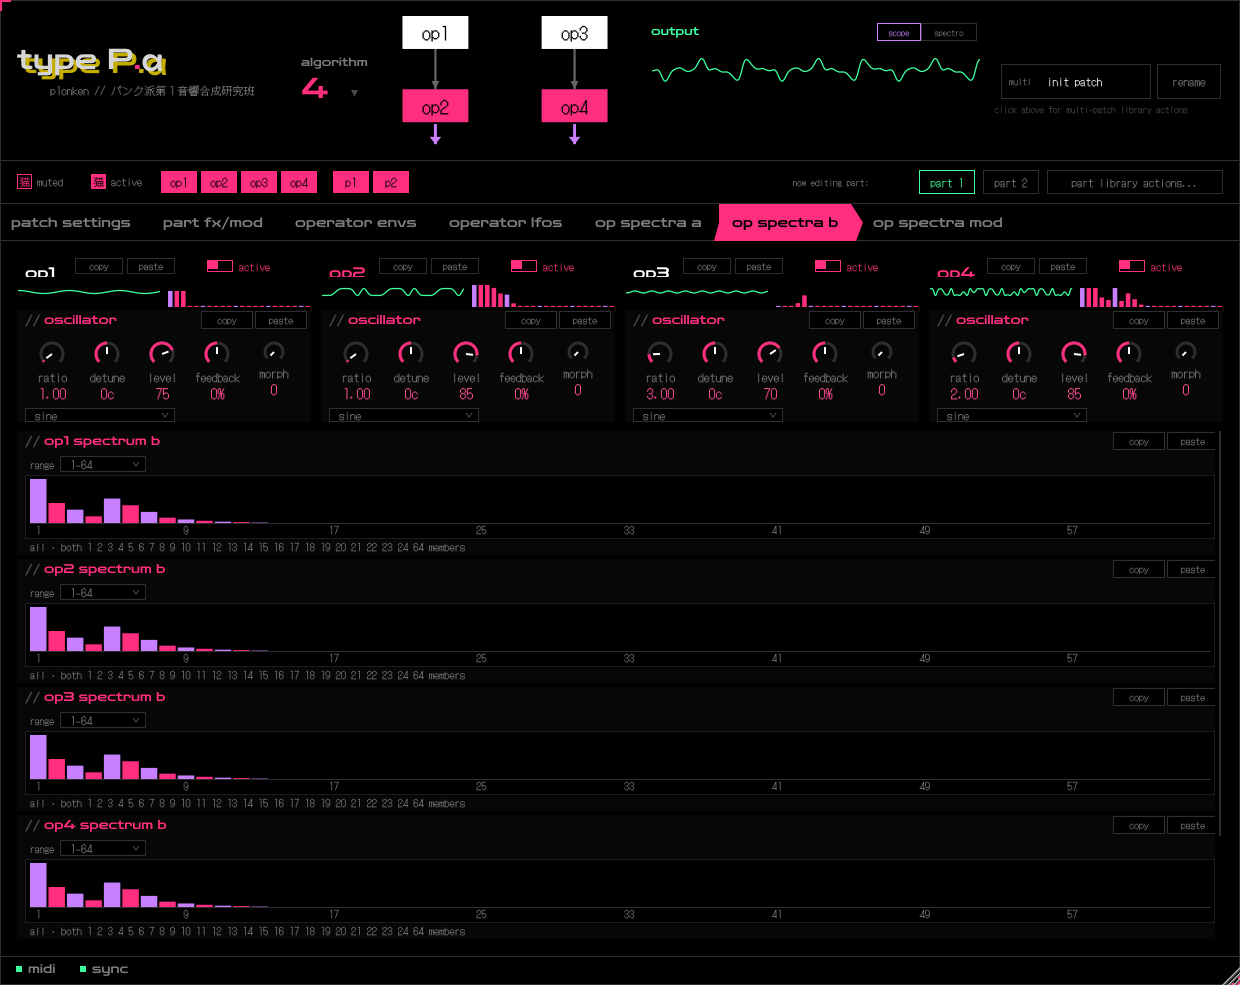 type P.a
plonken // パンク派第1音響合成研究班
algorithm
4
op1
op3
op2
op4
output
scope
spectro
multi init patch
rename
click above for multi-patch library actions
猫 muted
猫 active
op1 op2 op3 op4 p1 p2
now editing part:
part 1
part 2
part library actions...
patch settings
part fx/mod
operator envs
operator lfos
op spectra a
op spectra b
op spectra mod
op1 copy paste active
// oscillator copy paste
ratio detune level feedback morph
1.00 0c 75 0% 0
sine
op2 copy paste active
// oscillator copy paste
ratio detune level feedback morph
1.00 0c 85 0% 0
sine
op3 copy paste active
// oscillator copy paste
ratio detune level feedback morph
3.00 0c 70 0% 0
sine
op4 copy paste active
// oscillator copy paste
ratio detune level feedback morph
2.00 0c 85 0% 0
sine
// op1 spectrum b copy paste
range 1-64
1 9 17 25 33 41 49 57
all · both 1 2 3 4 5 6 7 8 9 10 11 12 13 14 15 16 17 18 19 20 21 22 23 24 64 members
// op2 spectrum b copy paste
range 1-64
1 9 17 25 33 41 49 57
all · both 1 2 3 4 5 6 7 8 9 10 11 12 13 14 15 16 17 18 19 20 21 22 23 24 64 members
// op3 spectrum b copy paste
range 1-64
1 9 17 25 33 41 49 57
all · both 1 2 3 4 5 6 7 8 9 10 11 12 13 14 15 16 17 18 19 20 21 22 23 24 64 members
// op4 spectrum b copy paste
range 1-64
1 9 17 25 33 41 49 57
all · both 1 2 3 4 5 6 7 8 9 10 11 12 13 14 15 16 17 18 19 20 21 22 23 24 64 members
midi sync